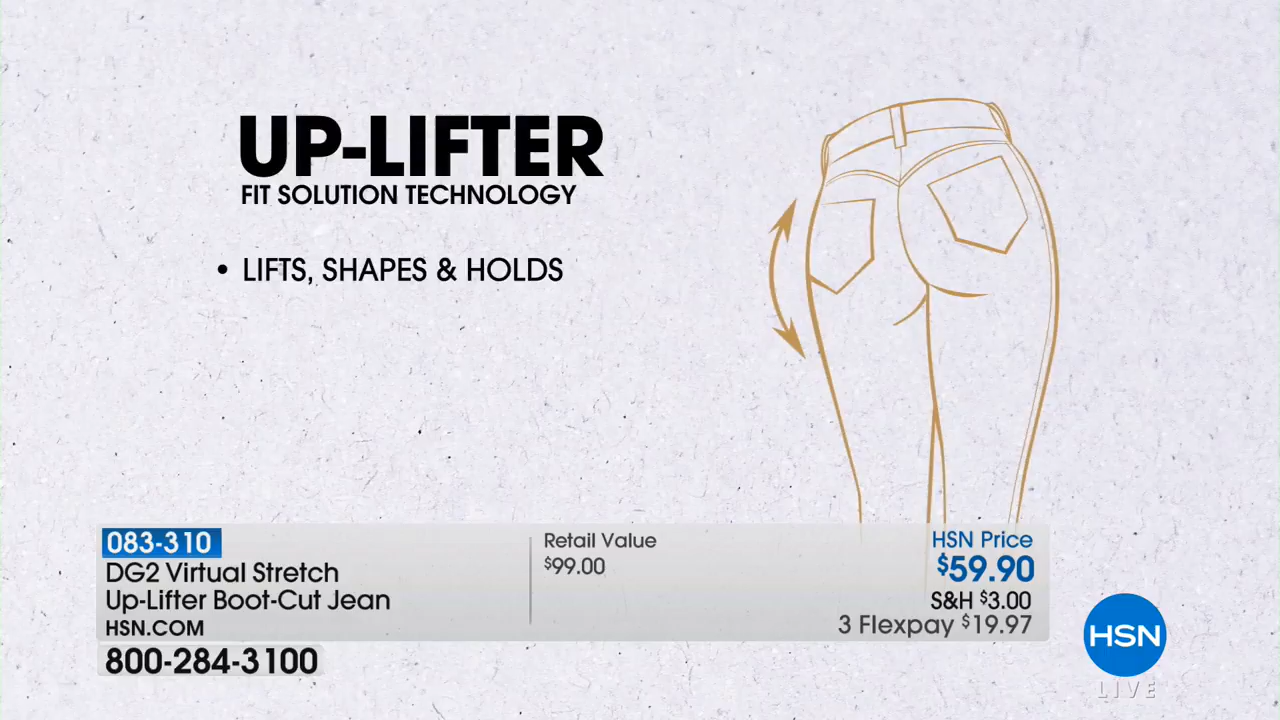 UP-LIFTER
FIT SOLUTION TECHNOLOGY
• LIFTS, SHAPES & HOLDS
083-310
DG2 Virtual Stretch
Up-Lifter Boot-Cut Jean
HSN.COM
800-284-3100
Retail Value
$99.00
HSN Price
$59.90
S&H $3.00
3 Flexpay $19.97
HSN
LIVE